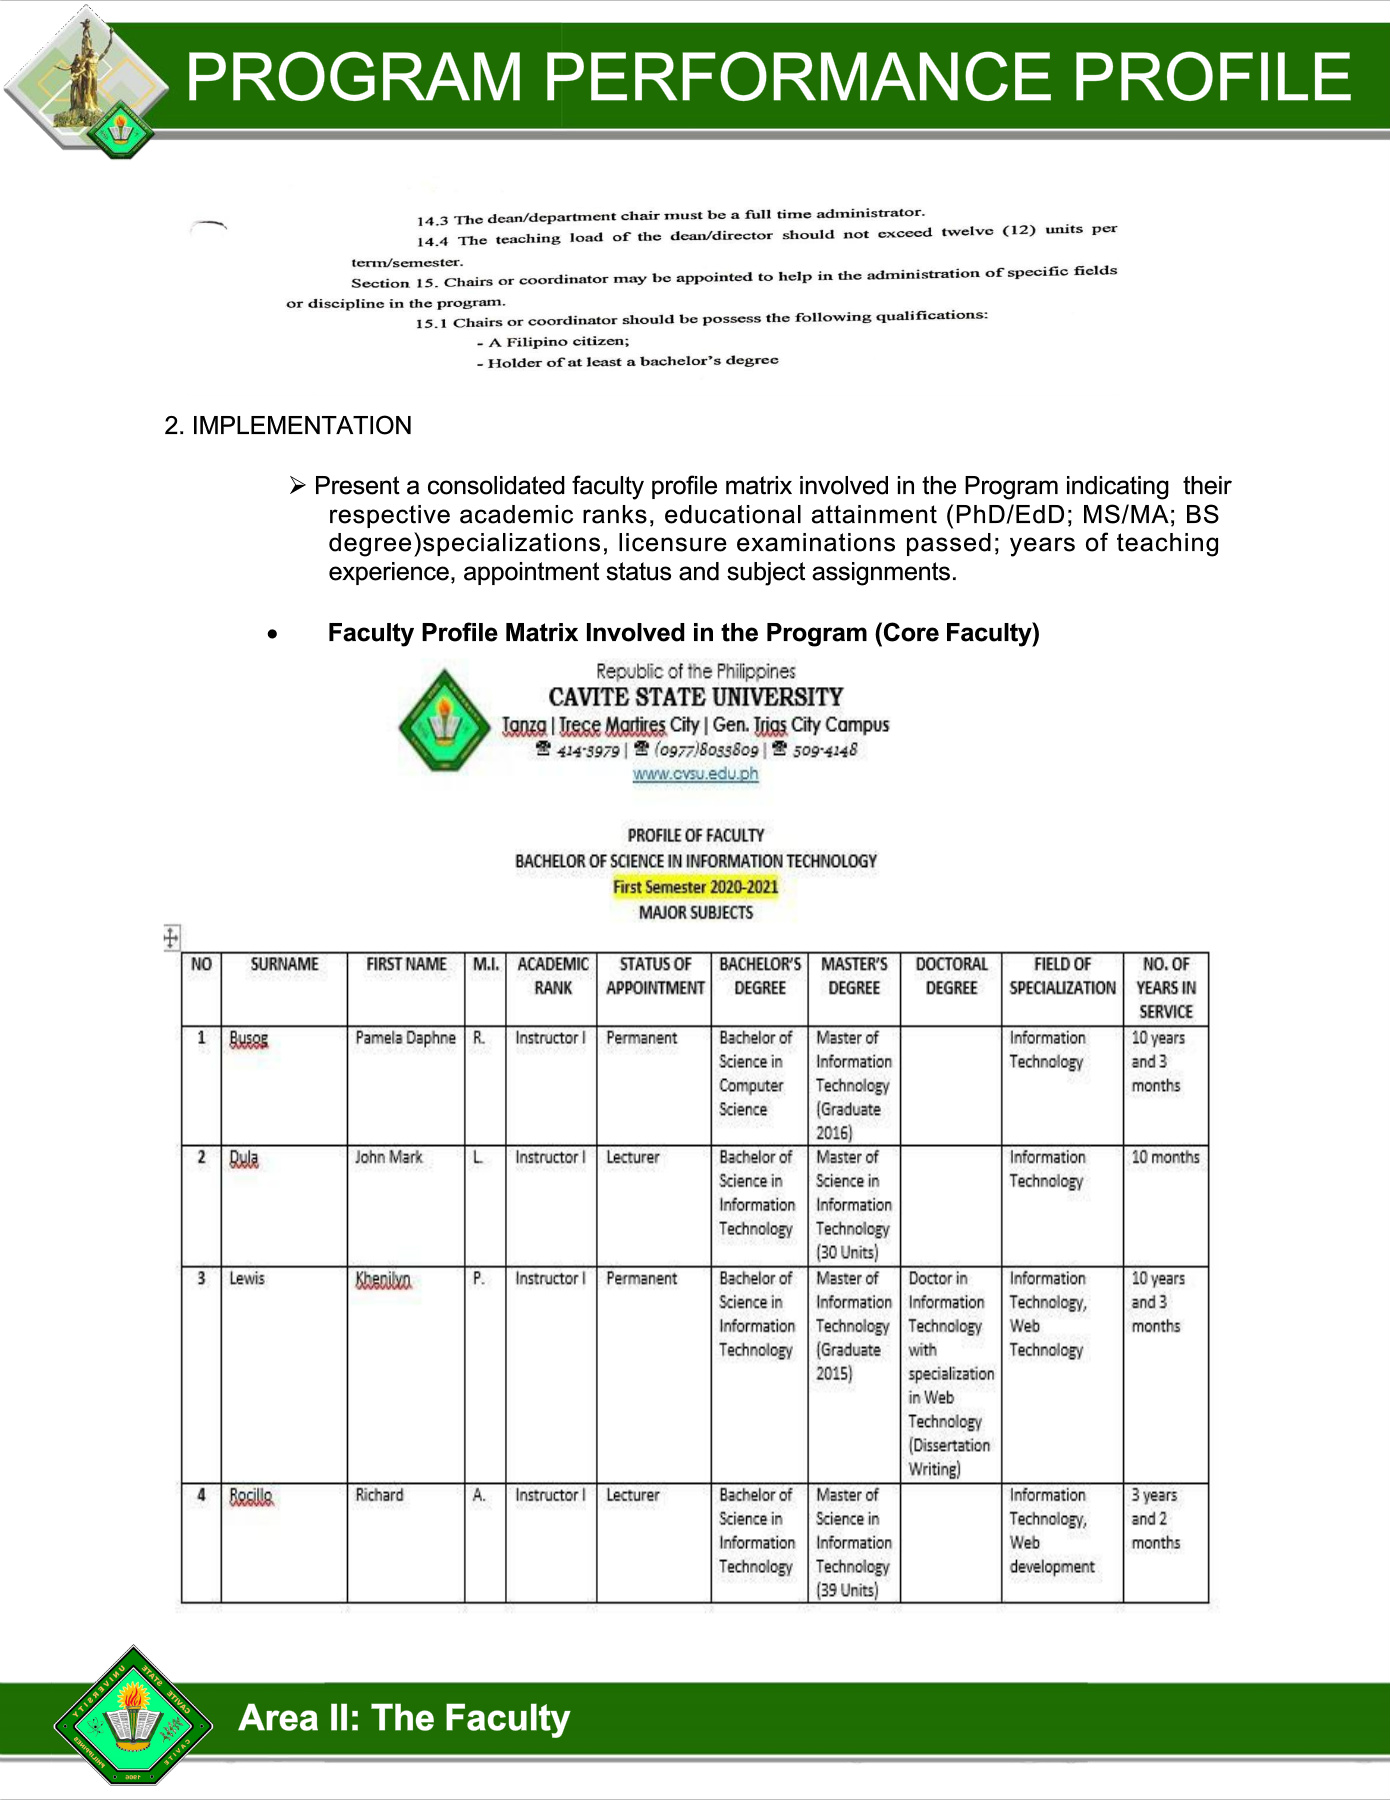 PROGRAM PERFORMANCE PROFILE
14.3 The dean/department chair must be a full time administrator.
14.4 The teaching load of the dean/director should not exceed twelve (12) units per
term/semester.
Section 15. Chairs or coordinator may be appointed to help in the administration of specific fields
or discipline in the program.
15.1 Chairs or coordinator should be possess the following qualifications:
- A Filipino citizen;
- Holder of at least a bachelor's degree
2. IMPLEMENTATION
➢ Present a consolidated faculty profile matrix involved in the Program indicating their
respective academic ranks, educational attainment (PhD/EdD; MS/MA; BS
degree)specializations, licensure examinations passed; years of teaching
experience, appointment status and subject assignments.
• Faculty Profile Matrix Involved in the Program (Core Faculty)
Republic of the Philippines
CAVITE STATE UNIVERSITY
Tanza | Trece Martires City | Gen. Trias City Campus
☎ 414-3979 | ☎ (0977)8033809 | ☎ 509-4148
www.cvsu.edu.ph
PROFILE OF FACULTY
BACHELOR OF SCIENCE IN INFORMATION TECHNOLOGY
First Semester 2020-2021
MAJOR SUBJECTS
NO SURNAME FIRST NAME M.I. ACADEMIC STATUS OF BACHELOR'S MASTER'S DOCTORAL FIELD OF NO. OF
RANK APPOINTMENT DEGREE DEGREE DEGREE SPECIALIZATION YEARS IN
SERVICE
1 Busog Pamela Daphne R. Instructor I Permanent Bachelor of Master of Information 10 years
Science in Information Technology and 3
Computer Technology months
Science (Graduate
2016)
2 Dula John Mark L. Instructor I Lecturer Bachelor of Master of Information 10 months
Science in Science in Technology
Information Information
Technology Technology
(30 Units)
3 Lewis Khenilyn P. Instructor I Permanent Bachelor of Master of Doctor in Information 10 years
Science in Information Information Technology, and 3
Information Technology Technology Web months
Technology (Graduate with Technology
2015) specialization
in Web
Technology
(Dissertation
Writing)
4 Rocillo Richard A. Instructor I Lecturer Bachelor of Master of Information 3 years
Science in Science in Technology, and 2
Information Information Web months
Technology Technology development
(39 Units)
Area II: The Faculty